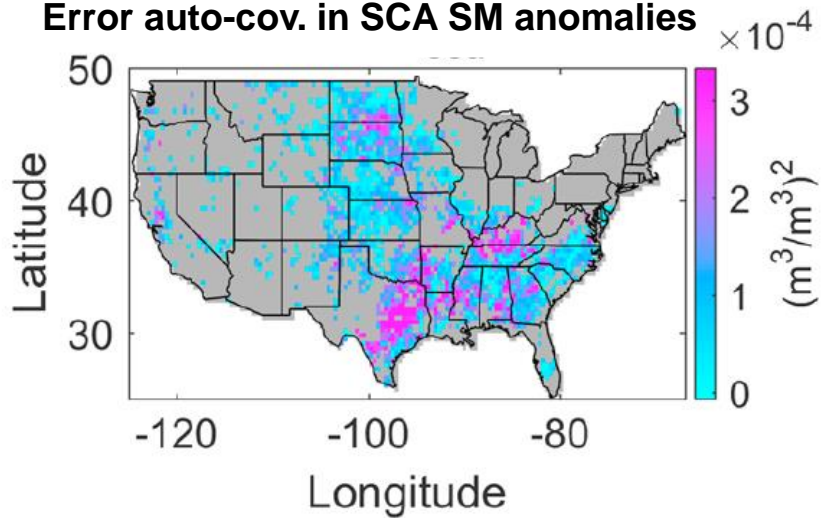 Error auto-cov. in SCA SM anomalies
×10⁻⁴
50
40
30
Latitude
-120
-100
-80
Longitude
3
2
1
0
(m³/m³)²